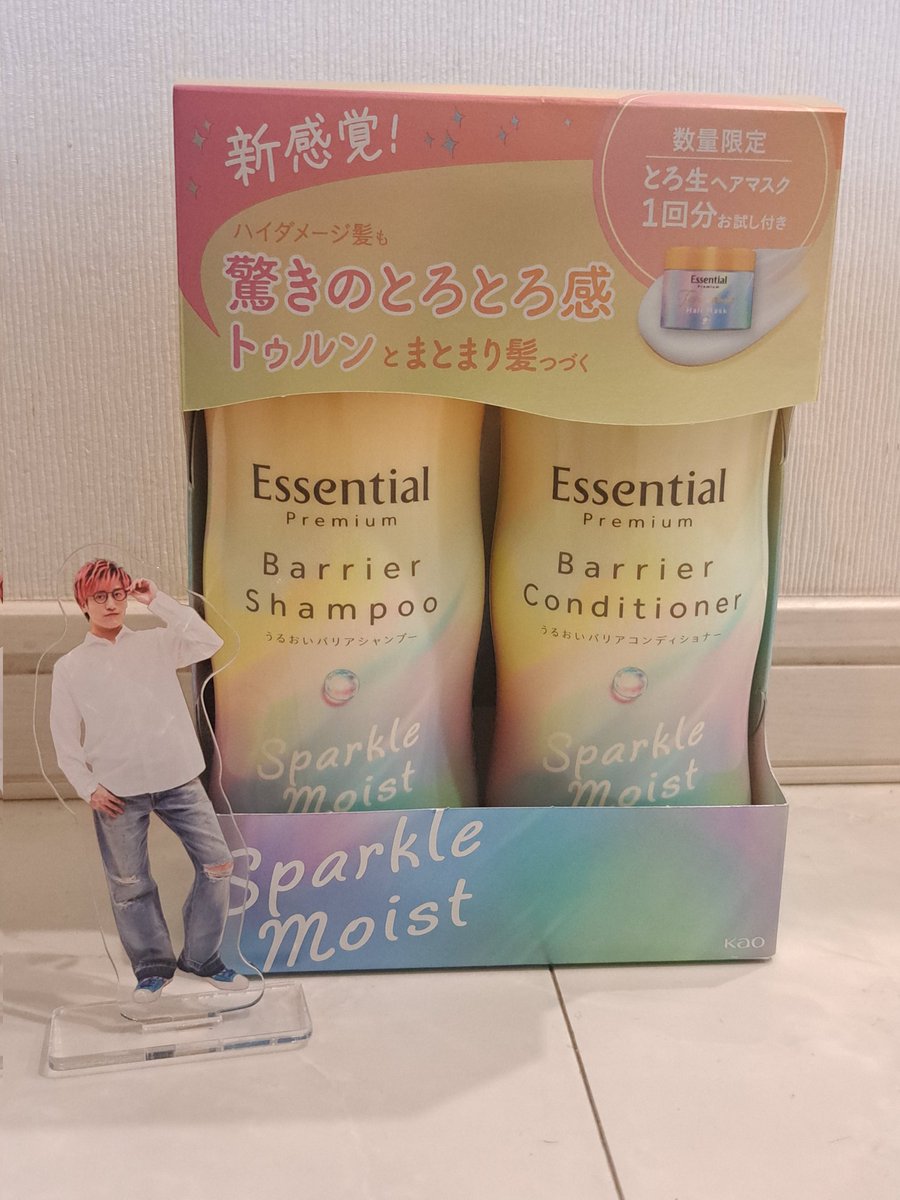 新感覚!
ハイダメージ髪も
驚きのとろとろ感
トゥルンとまとまり髪つづく
数量限定
とろ生ヘアマスク
1回分お試し付き
Essential
Premium
Hair Mask
Essential
Premium
Barrier
Shampoo
うるおいバリアシャンプー
Sparkle
Moist
Essential
Premium
Barrier
Conditioner
うるおいバリアコンディショナー
Sparkle
Moist
Sparkle
Moist
Kao